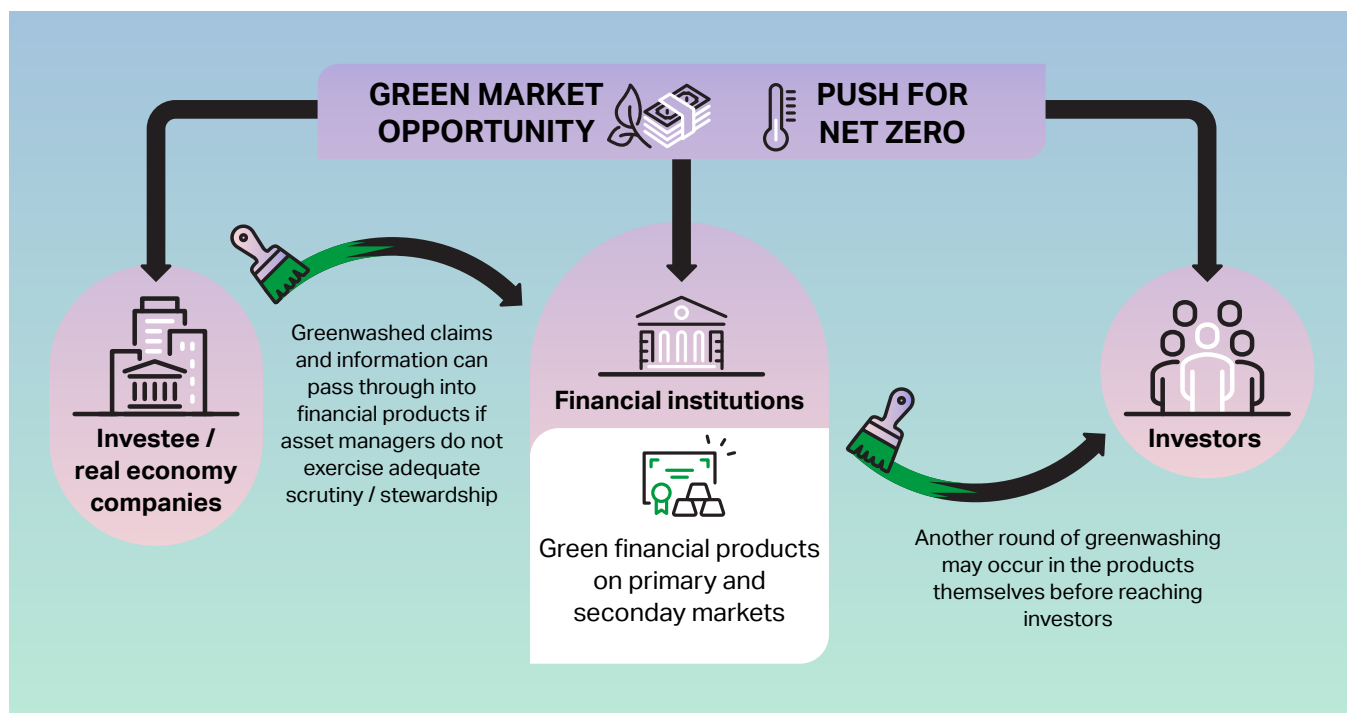 GREEN MARKET
OPPORTUNITY
PUSH FOR
NET ZERO
Investee /
real economy
companies
Greenwashed claims
and information can
pass through into
financial products if
asset managers do not
exercise adequate
scrutiny / stewardship
Financial institutions
Green financial products
on primary and
seconday markets
Another round of greenwashing
may occur in the products
themselves before reaching
investors
Investors